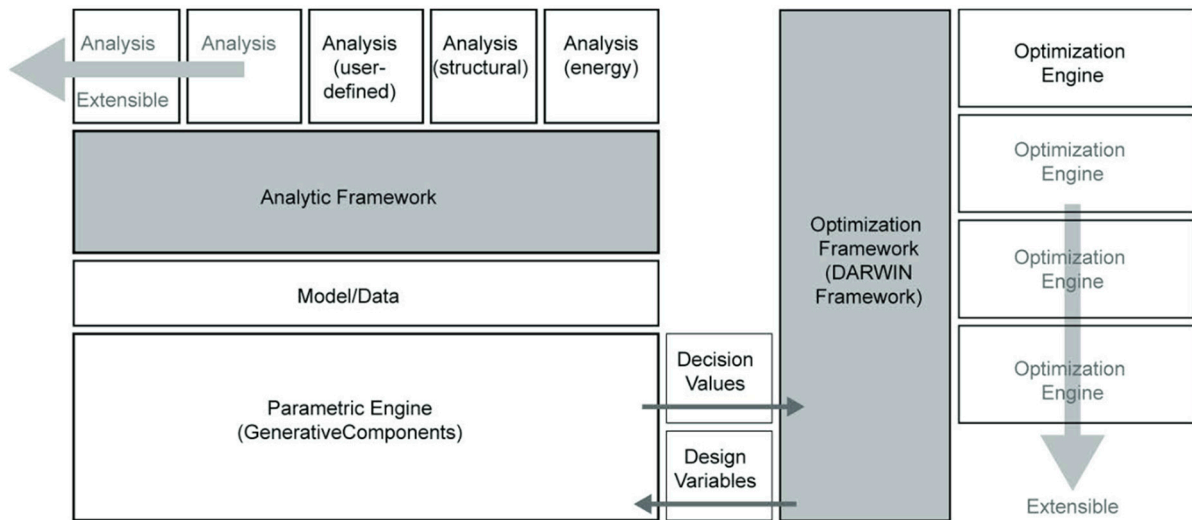 Analysis
Extensible
Analysis
Analysis
(user-
defined)
Analysis
(structural)
Analysis
(energy)
Analytic Framework
Model/Data
Parametric Engine
(GenerativeComponents)
Decision
Values
Design
Variables
Optimization
Framework
(DARWIN
Framework)
Optimization
Engine
Optimization
Engine
Optimization
Engine
Optimization
Engine
Extensible